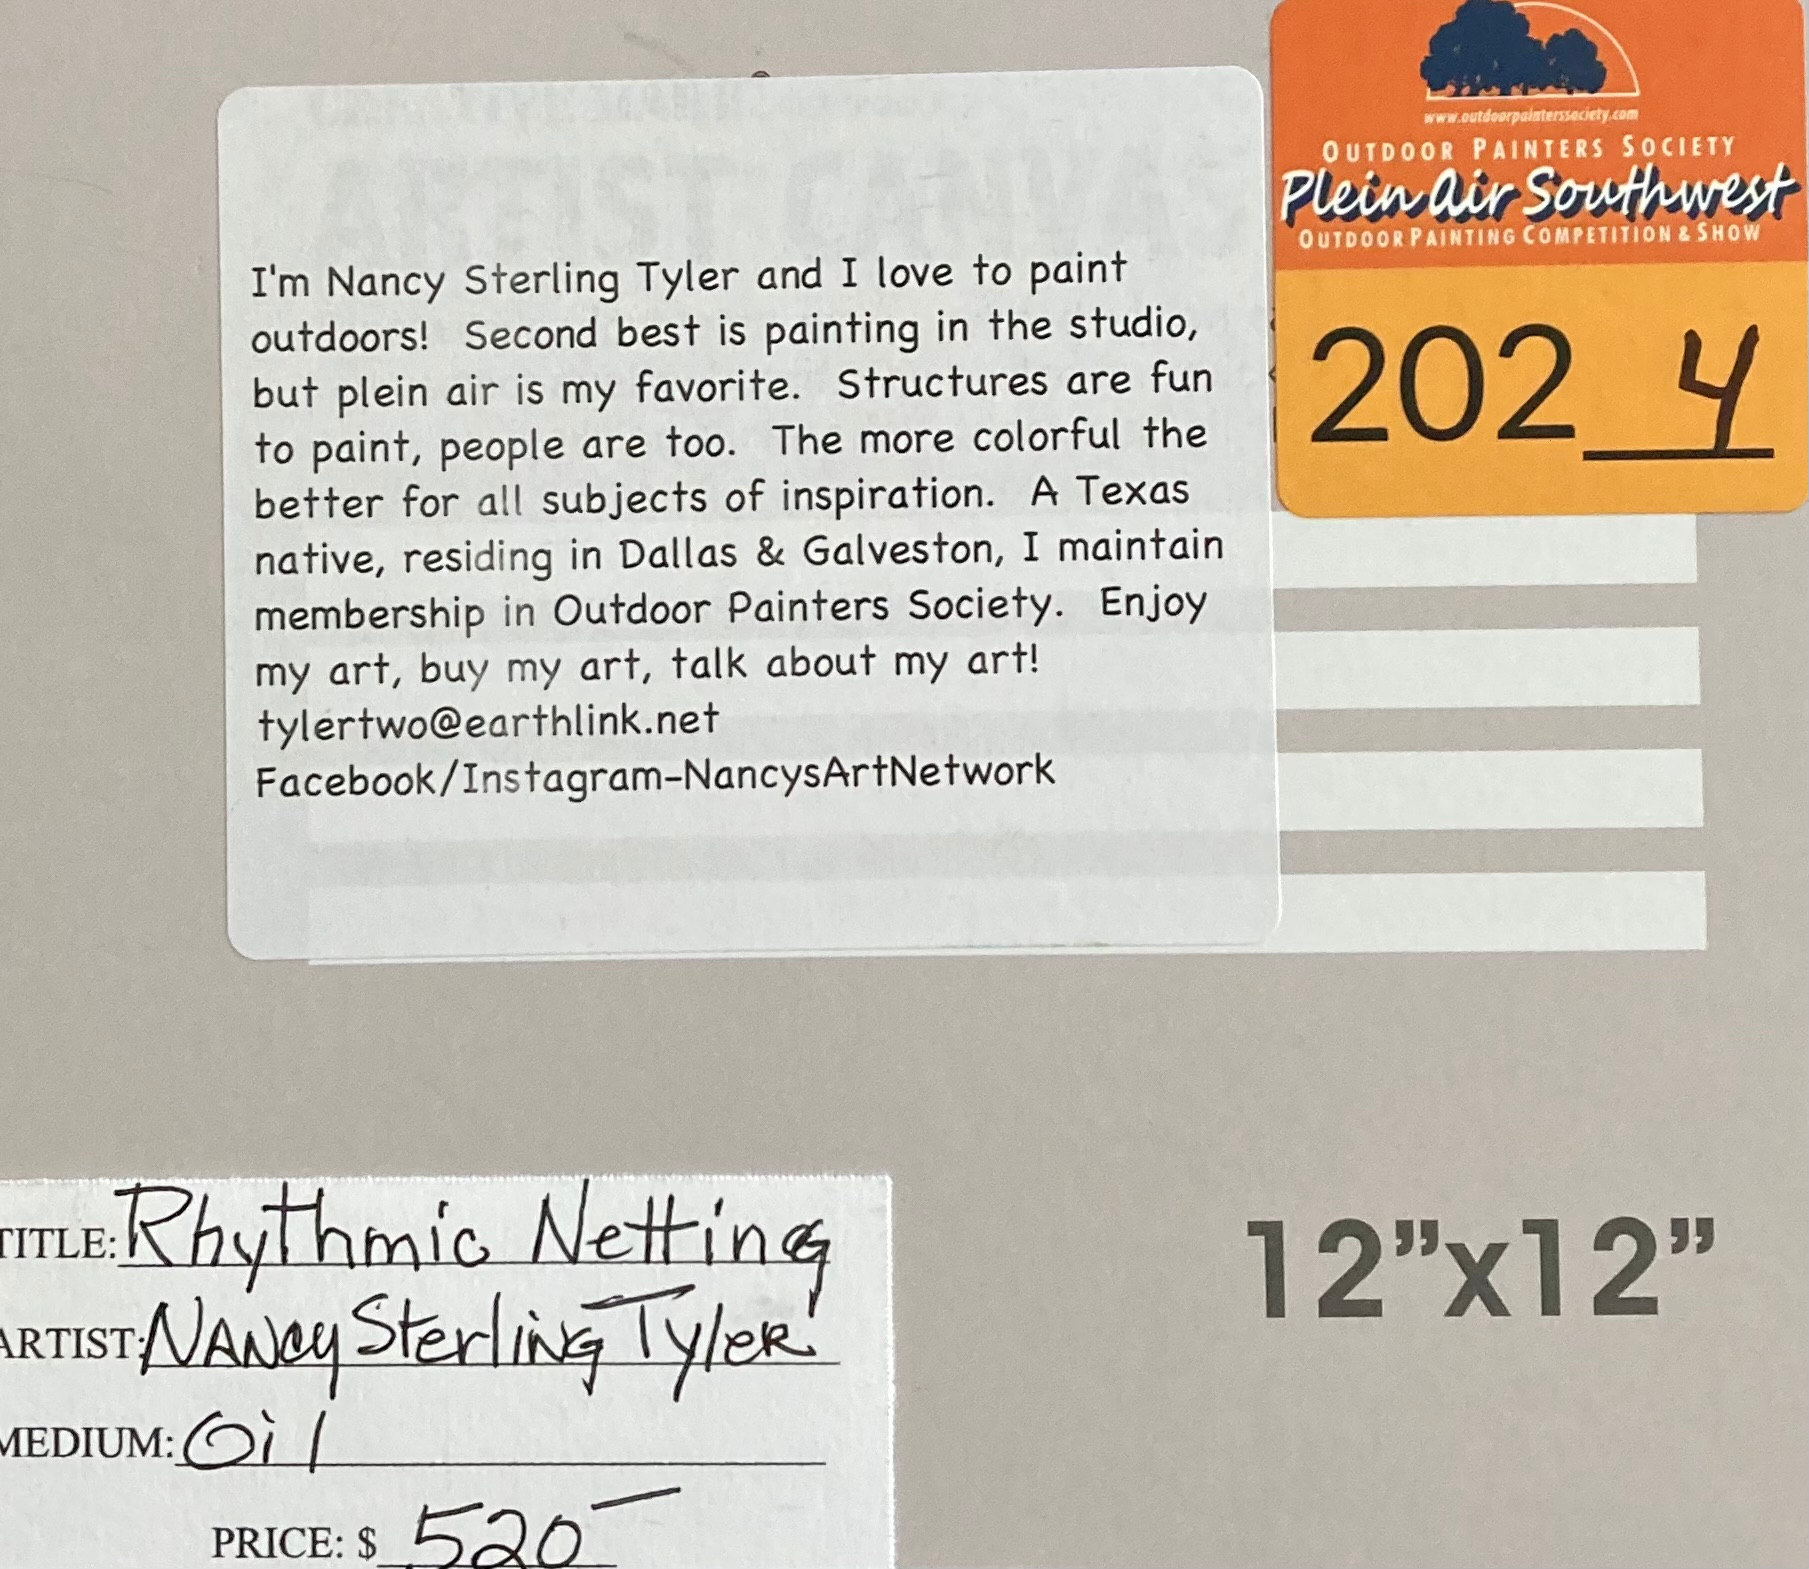 www.outdoorpainterssociety.com
OUTDOOR PAINTERS SOCIETY
Plein Air Southwest
OUTDOOR PAINTING COMPETITION & SHOW
2024
I'm Nancy Sterling Tyler and I love to paint
outdoors! Second best is painting in the studio,
but plein air is my favorite. Structures are fun
to paint, people are too. The more colorful the
better for all subjects of inspiration. A Texas
native, residing in Dallas & Galveston, I maintain
membership in Outdoor Painters Society. Enjoy
my art, buy my art, talk about my art!
tylertwo@earthlink.net
Facebook/Instagram-NancysArtNetwork
TITLE: Rhythmic Netting
ARTIST: NANcy SterliNg TyleR
MEDIUM: Oil
PRICE: $ 520—
12”x12”